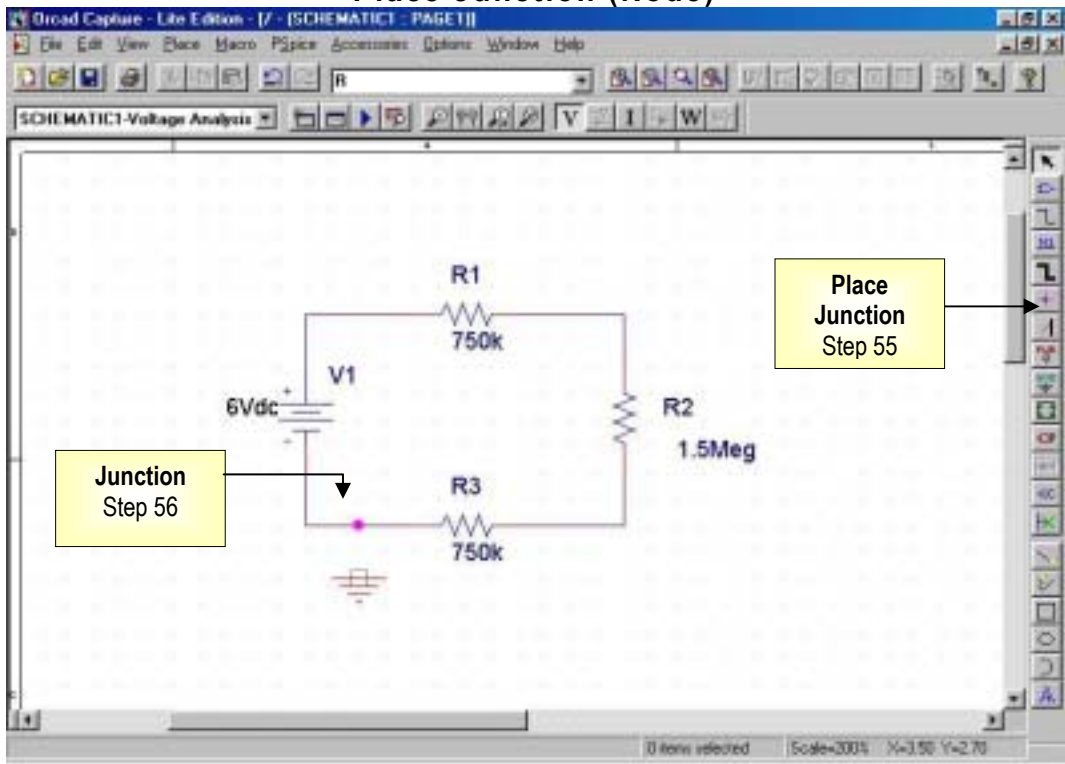 Place Junction (Node)
Orcad Capture - Lite Edition - [/ - (SCHEMATIC1 : PAGE1)]
File Edit View Place Macro PSpice Accessories Options Window Help
R
SCHEMATIC1-Voltage Analysis
V I W
R1
750k
Place
Junction
Step 55
V1
6Vdc
R2
1.5Meg
Junction
Step 56
R3
750k
0 items selected Scale=200% X=3.50 Y=2.70